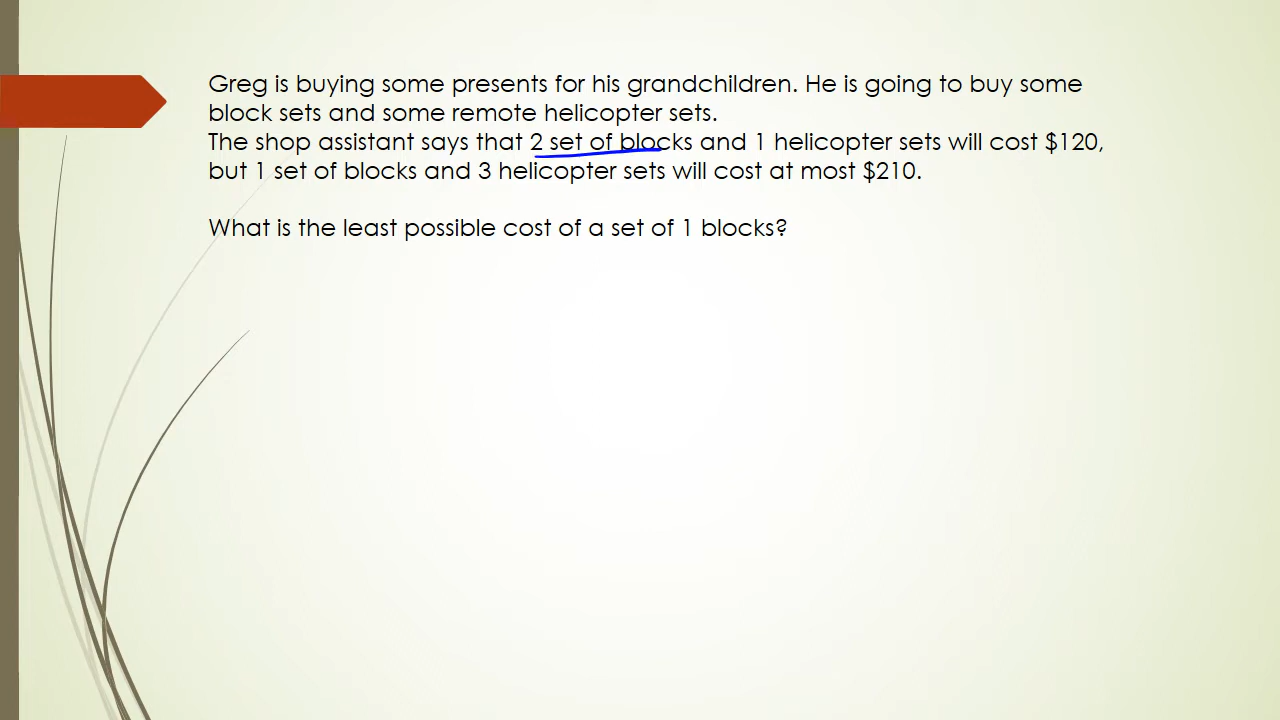 Greg is buying some presents for his grandchildren. He is going to buy some
block sets and some remote helicopter sets.
The shop assistant says that 2 set of blocks and 1 helicopter sets will cost $120,
but 1 set of blocks and 3 helicopter sets will cost at most $210.
What is the least possible cost of a set of 1 blocks?